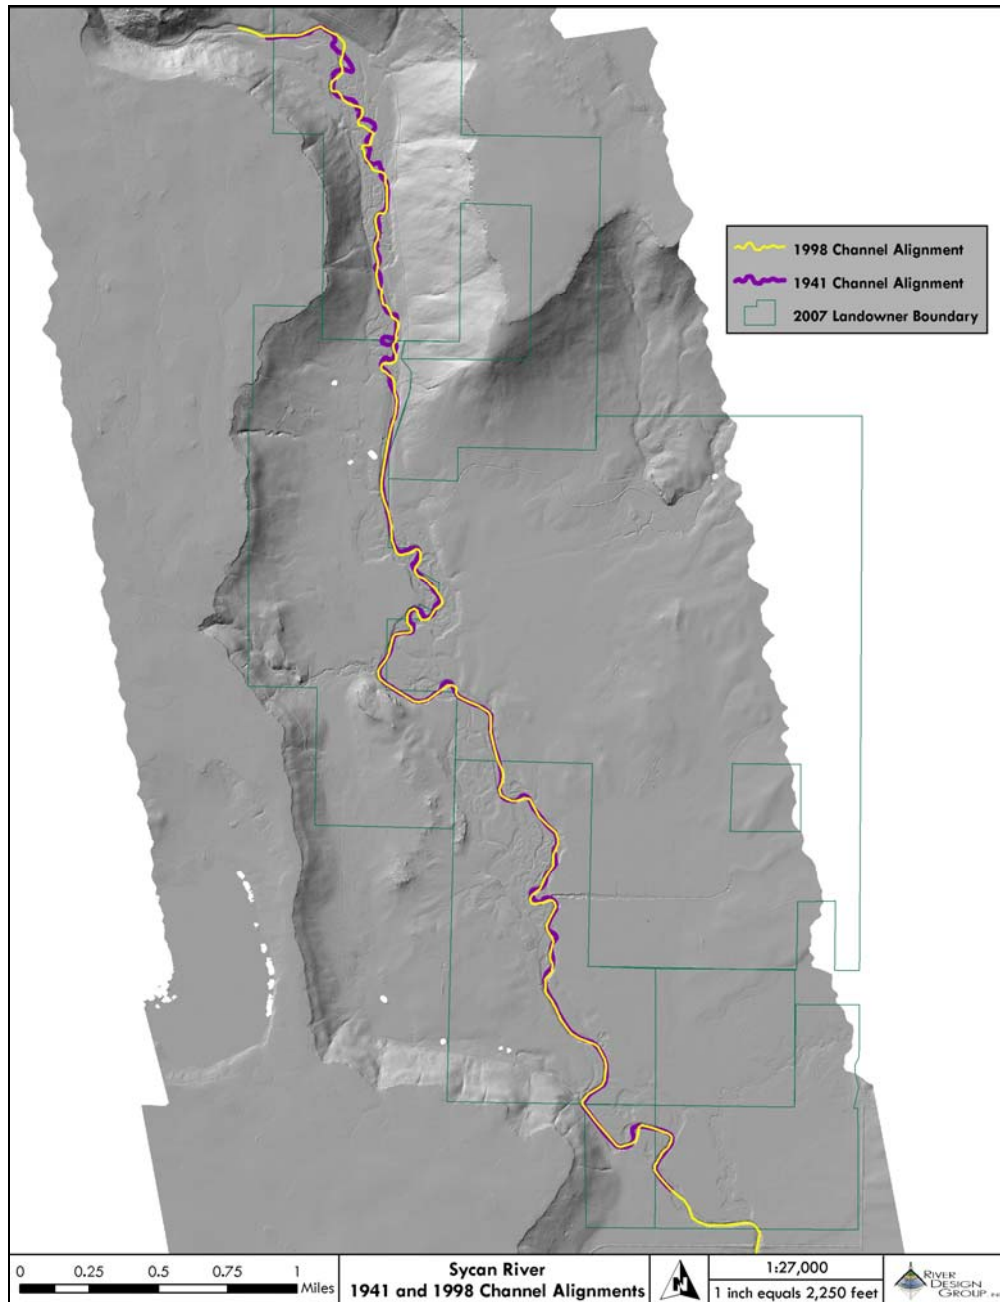 1998 Channel Alignment
1941 Channel Alignment
2007 Landowner Boundary
0 0.25 0.5 0.75 1
Miles
Sycan River
1941 and 1998 Channel Alignments
N
1:27,000
1 inch equals 2,250 feet
RIVER
DESIGN
GROUP, INC